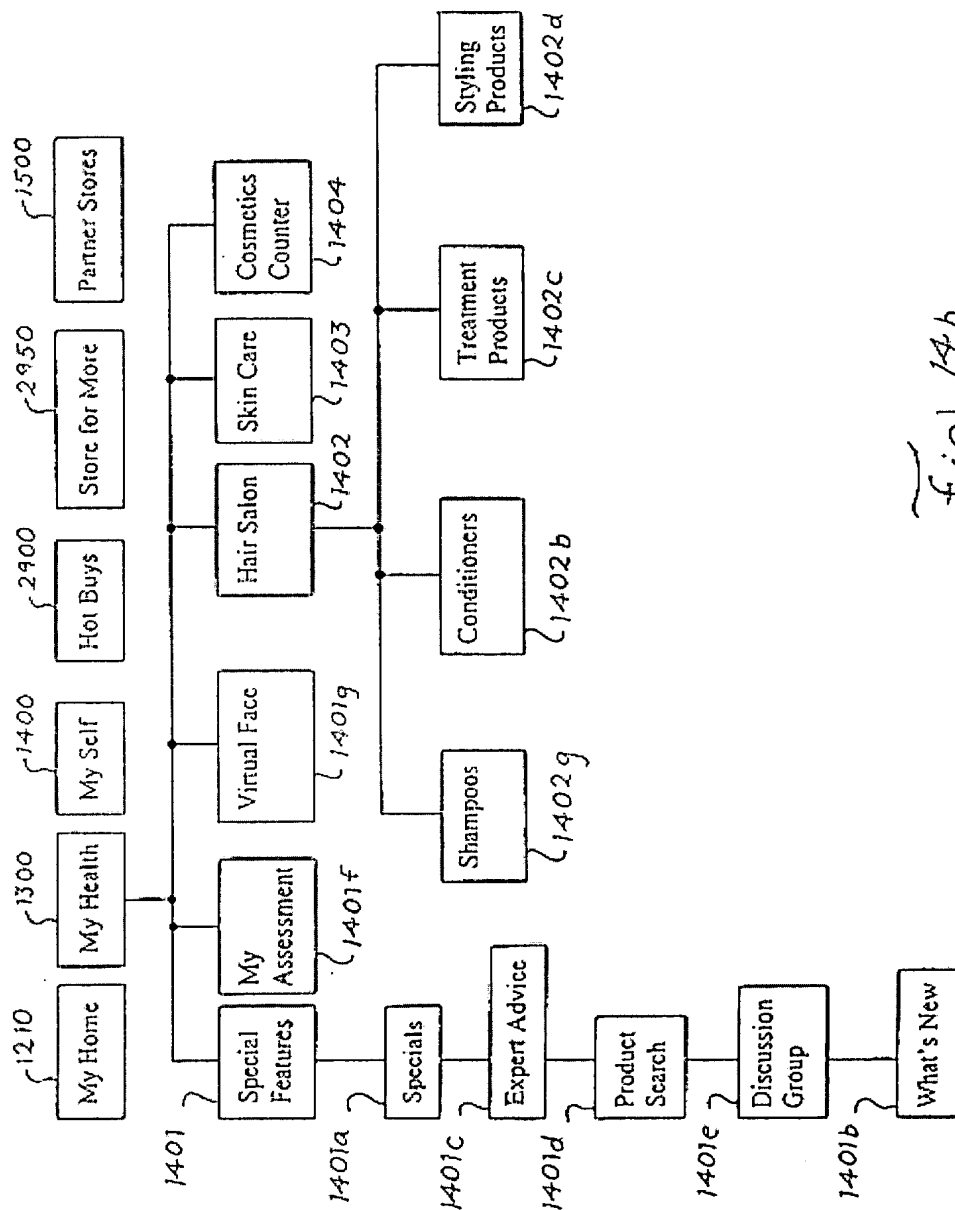 1210
1300
1400
2900
2950
1500
My Home
My Health
My Self
Hot Buys
Store for More
Partner Stores
1401
Special
Features
My
Assessment
1401f
Virtual Face
1401g
Hair Salon
1402
Skin Care
1403
Cosmetics
Counter
1404
1401a
Specials
1401c
Expert Advice
1401d
Product
Search
1401e
Discussion
Group
1401b
What's New
Shampoos
1402g
Conditioners
1402b
Treatment
Products
1402c
Styling
Products
1402d